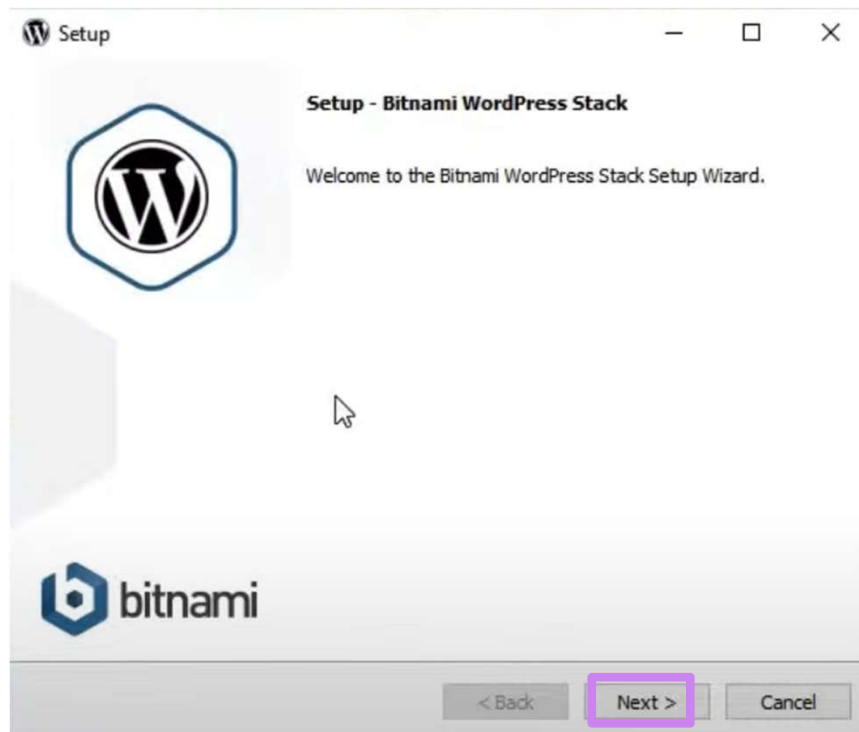 Setup
Setup - Bitnami WordPress Stack
Welcome to the Bitnami WordPress Stack Setup Wizard.
bitnami
< Back Next > Cancel